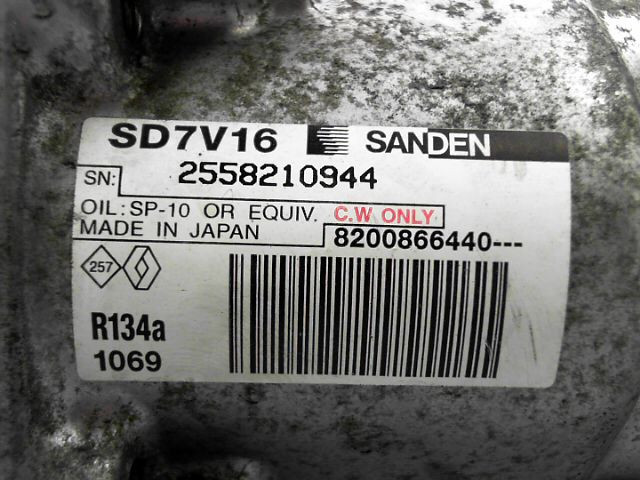 SD7V16 SANDEN
SN: 2558210944
OIL: SP-10 OR EQUIV. C.W ONLY
MADE IN JAPAN 8200866440---
257
R134a
1069